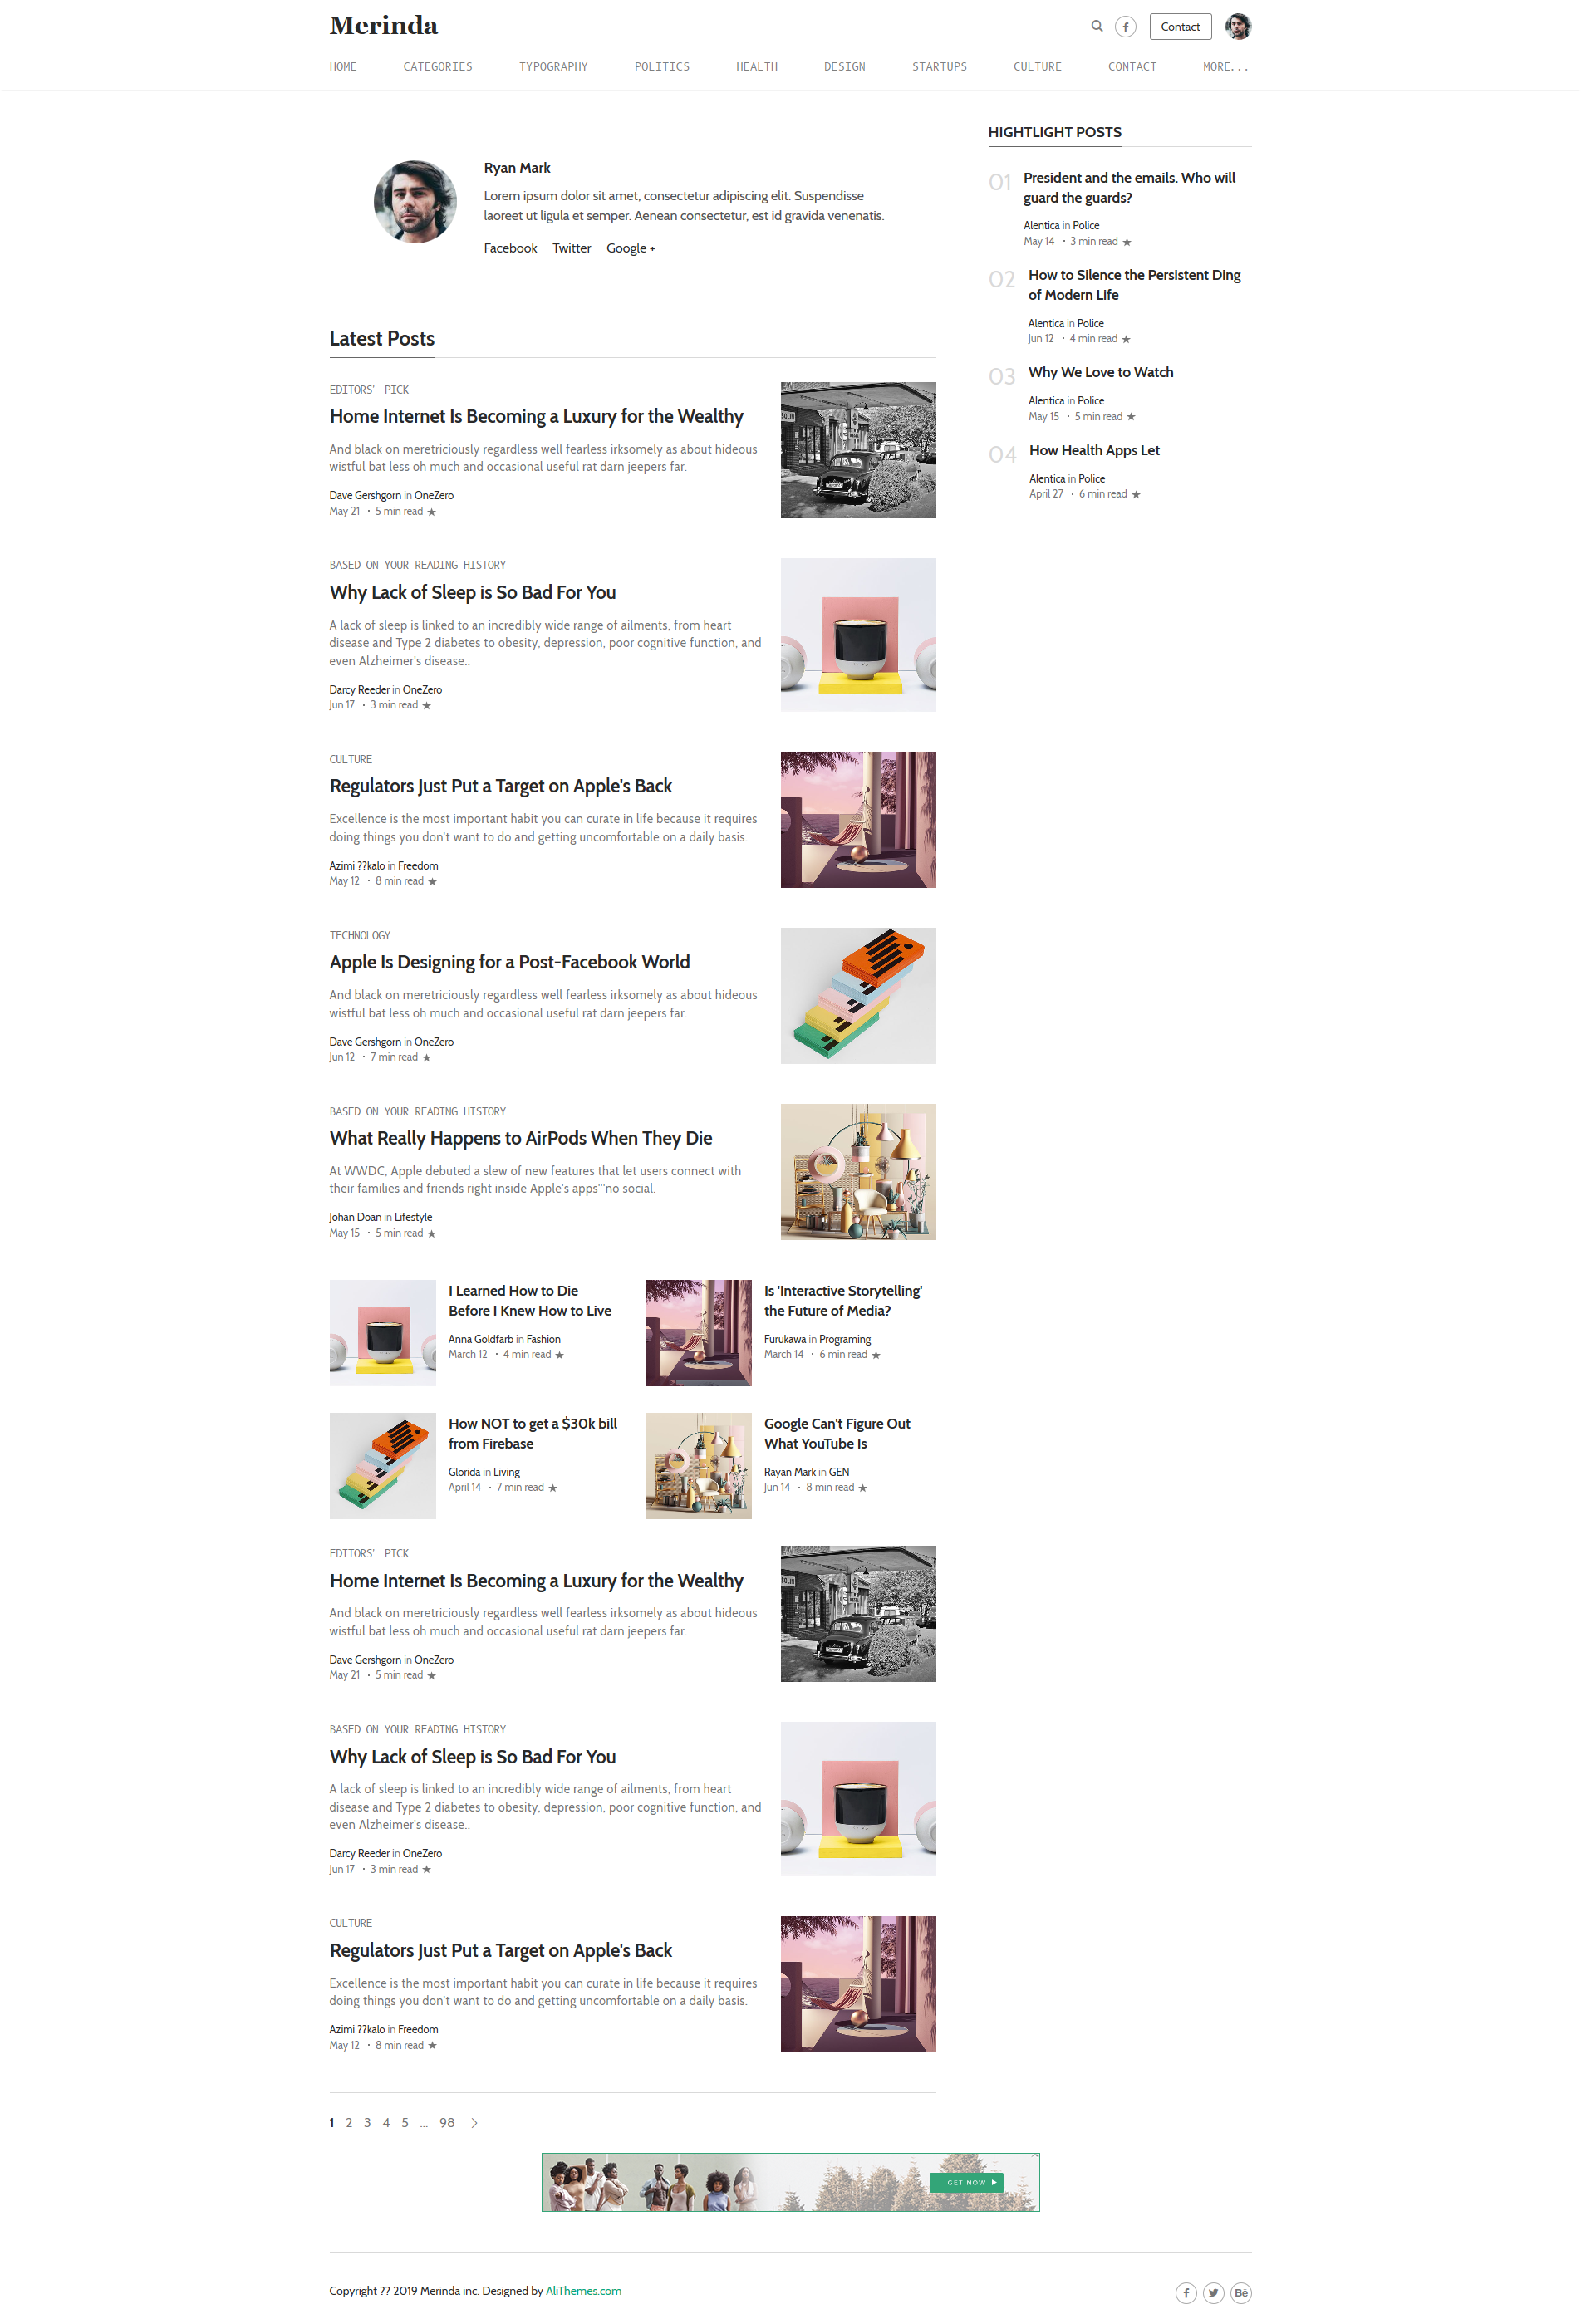 Merinda
Contact
HOME CATEGORIES TYPOGRAPHY POLITICS HEALTH DESIGN STARTUPS CULTURE CONTACT MORE...
Ryan Mark
Lorem ipsum dolor sit amet, consectetur adipiscing elit. Suspendisse
laoreet ut ligula et semper. Aenean consectetur, est id gravida venenatis.
Facebook Twitter Google +
Latest Posts
EDITORS' PICK
Home Internet Is Becoming a Luxury for the Wealthy
And black on meretriciously regardless well fearless irksomely as about hideous
wistful bat less oh much and occasional useful rat darn jeepers far.
Dave Gershgorn in OneZero
May 21 · 5 min read ★
BASED ON YOUR READING HISTORY
Why Lack of Sleep is So Bad For You
A lack of sleep is linked to an incredibly wide range of ailments, from heart
disease and Type 2 diabetes to obesity, depression, poor cognitive function, and
even Alzheimer's disease..
Darcy Reeder in OneZero
Jun 17 · 3 min read ★
CULTURE
Regulators Just Put a Target on Apple's Back
Excellence is the most important habit you can curate in life because it requires
doing things you don't want to do and getting uncomfortable on a daily basis.
Azimi ??kalo in Freedom
May 12 · 8 min read ★
TECHNOLOGY
Apple Is Designing for a Post-Facebook World
And black on meretriciously regardless well fearless irksomely as about hideous
wistful bat less oh much and occasional useful rat darn jeepers far.
Dave Gershgorn in OneZero
Jun 12 · 7 min read ★
BASED ON YOUR READING HISTORY
What Really Happens to AirPods When They Die
At WWDC, Apple debuted a slew of new features that let users connect with
their families and friends right inside Apple's apps'''no social.
Johan Doan in Lifestyle
May 15 · 5 min read ★
I Learned How to Die
Before I Knew How to Live
Anna Goldfarb in Fashion
March 12 · 4 min read ★
Is 'Interactive Storytelling'
the Future of Media?
Furukawa in Programing
March 14 · 6 min read ★
How NOT to get a $30k bill
from Firebase
Glorida in Living
April 14 · 7 min read ★
Google Can't Figure Out
What YouTube Is
Rayan Mark in GEN
Jun 14 · 8 min read ★
EDITORS' PICK
Home Internet Is Becoming a Luxury for the Wealthy
And black on meretriciously regardless well fearless irksomely as about hideous
wistful bat less oh much and occasional useful rat darn jeepers far.
Dave Gershgorn in OneZero
May 21 · 5 min read ★
BASED ON YOUR READING HISTORY
Why Lack of Sleep is So Bad For You
A lack of sleep is linked to an incredibly wide range of ailments, from heart
disease and Type 2 diabetes to obesity, depression, poor cognitive function, and
even Alzheimer's disease..
Darcy Reeder in OneZero
Jun 17 · 3 min read ★
CULTURE
Regulators Just Put a Target on Apple's Back
Excellence is the most important habit you can curate in life because it requires
doing things you don't want to do and getting uncomfortable on a daily basis.
Azimi ??kalo in Freedom
May 12 · 8 min read ★
1 2 3 4 5 ... 98
HIGHTLIGHT POSTS
01
President and the emails. Who will
guard the guards?
Alentica in Police
May 14 · 3 min read ★
02
How to Silence the Persistent Ding
of Modern Life
Alentica in Police
Jun 12 · 4 min read ★
03
Why We Love to Watch
Alentica in Police
May 15 · 5 min read ★
04
How Health Apps Let
Alentica in Police
April 27 · 6 min read ★
GET NOW
Copyright ?? 2019 Merinda inc. Designed by AliThemes.com